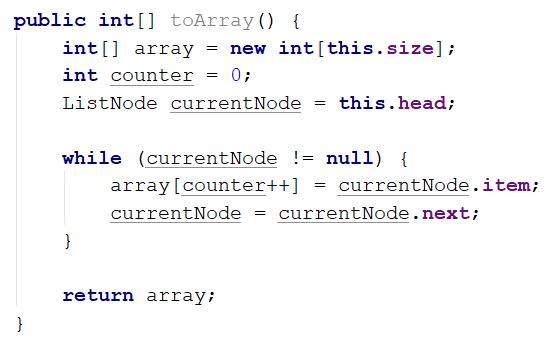 public int[] toArray() {
    int[] array = new int[this.size];
    int counter = 0;
    ListNode currentNode = this.head;

    while (currentNode != null) {
        array[counter++] = currentNode.item;
        currentNode = currentNode.next;
    }

    return array;
}